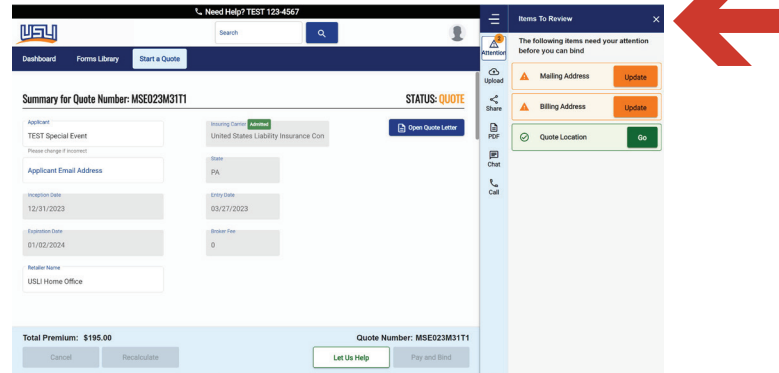 Need Help? TEST 123-4567
USLI
Search
Dashboard Forms Library Start a Quote
Summary for Quote Number: MSE023M31T1
STATUS: QUOTE
Applicant
TEST Special Event
Please change if incorrect
Insuring Carrier Admitted
United States Liability Insurance Con
Open Quote Letter
Applicant Email Address
State
PA
Inception Date
12/31/2023
Entry Date
03/27/2023
Expiration Date
01/02/2024
Broker Fee
0
Retailer Name
USLI Home Office
Total Premium: $195.00
Quote Number: MSE023M31T1
Cancel
Recalculate
Let Us Help
Pay and Bind
2
Attention
Upload
Share
PDF
Chat
Call
Items To Review
The following items need your attention
before you can bind
Mailing Address
Update
Billing Address
Update
Quote Location
Go